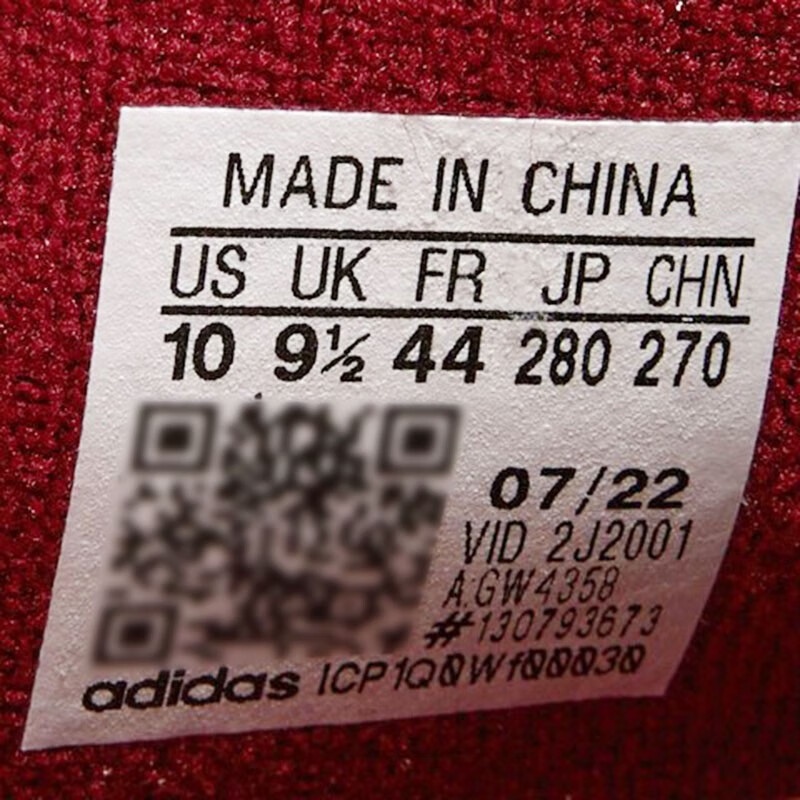 MADE IN CHINA
US UK FR JP CHN
10 9½ 44 280 270
07/22
VID 2J2001
A:GW4358
#130793673
adidas ICP1Q0Wf00030